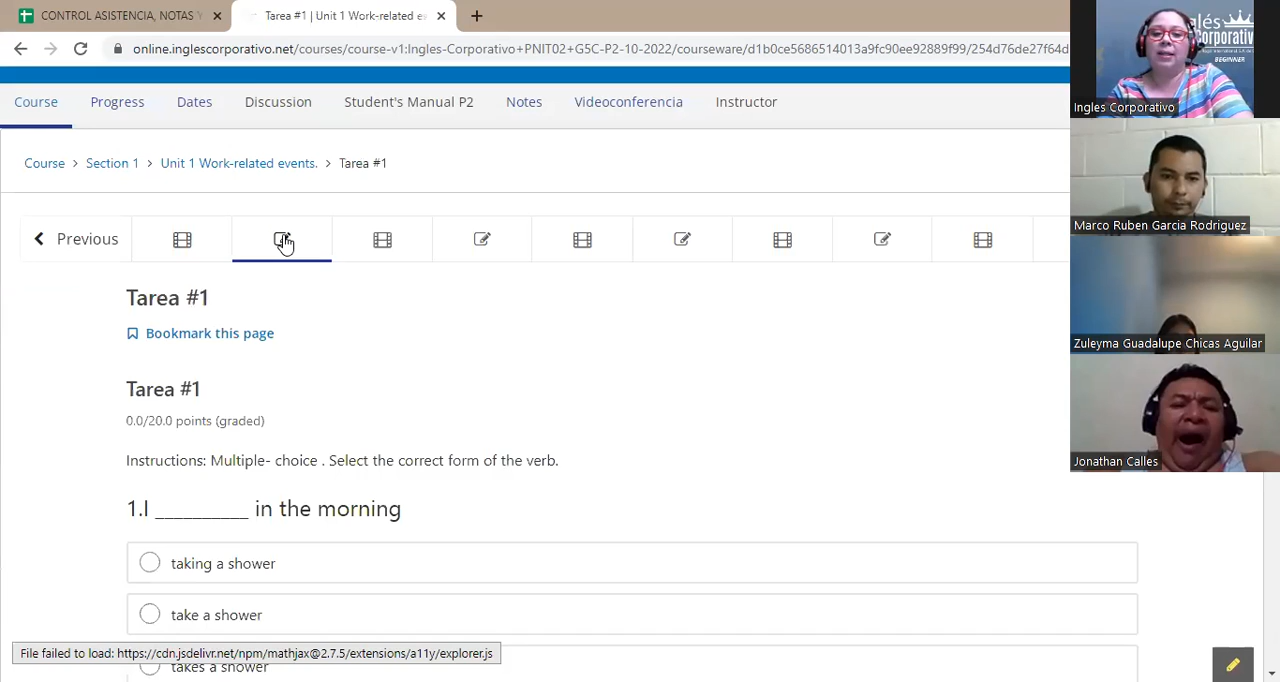 CONTROL ASISTENCIA, NOTAS Y
Tarea #1 | Unit 1 Work-related e
online.inglescorporativo.net/courses/course-v1:Ingles-Corporativo+PNIT02+G5C-P2-10-2022/courseware/d1b0ce5686514013a9fc90ee92889f99/254d76de27f64d
Course Progress Dates Discussion Student's Manual P2 Notes Videoconferencia Instructor
Course > Section 1 > Unit 1 Work-related events. > Tarea #1
Previous
Tarea #1
Bookmark this page
Tarea #1
0.0/20.0 points (graded)
Instructions: Multiple- choice . Select the correct form of the verb.
1.I __________ in the morning
taking a shower
take a shower
takes a shower
File failed to load: https://cdn.jsdelivr.net/npm/mathjax@2.7.5/extensions/a11y/explorer.js
BEGINNER
Ingles Corporativo
Marco Ruben Garcia Rodriguez
Zuleyma Guadalupe Chicas Aguilar
Jonathan Calles